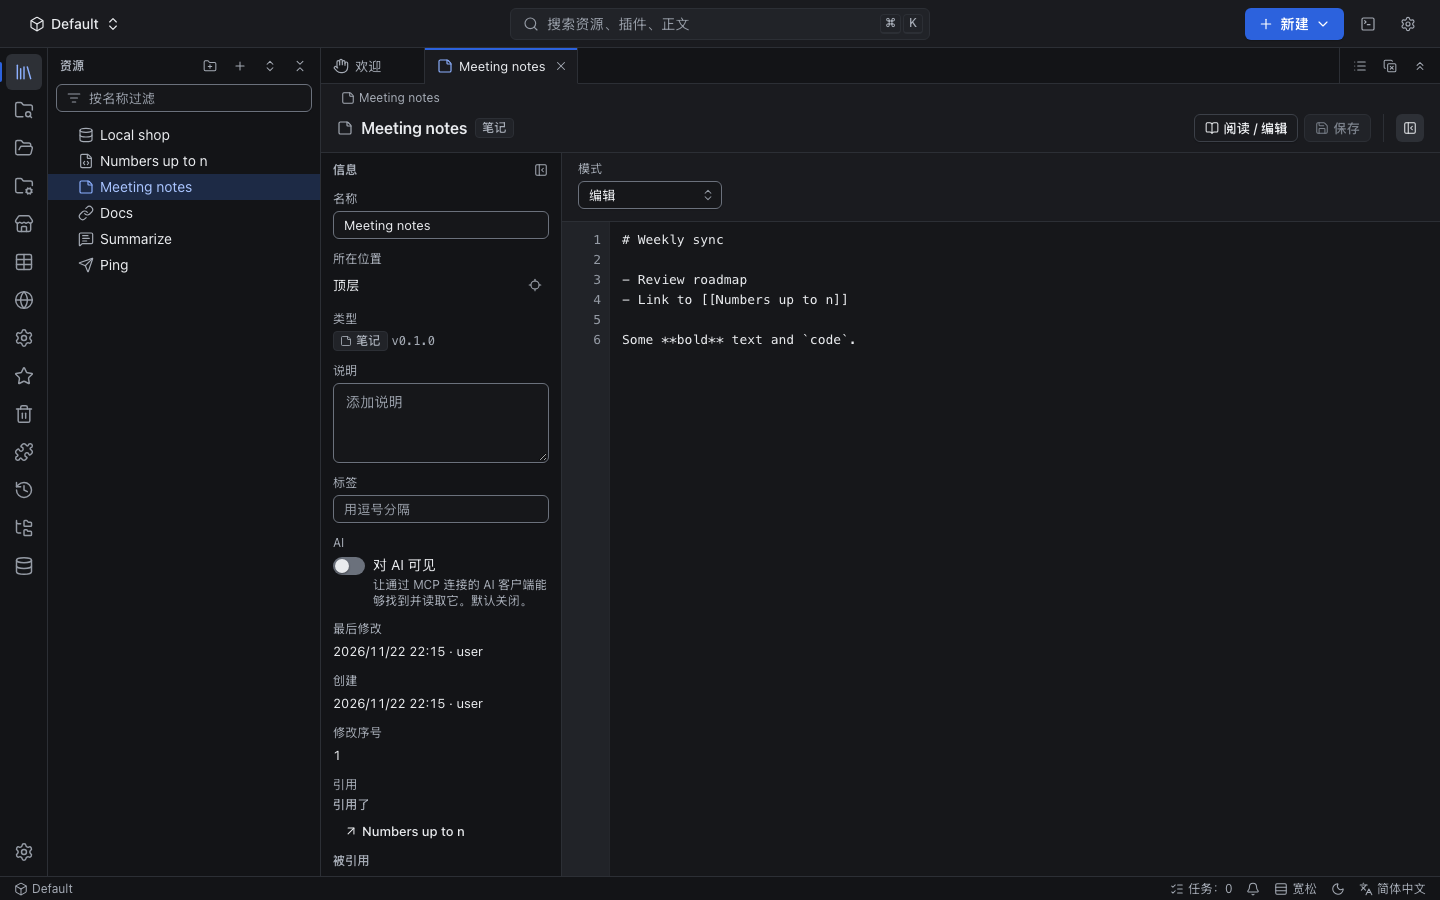 Default
搜索资源、插件、正文
⌘ K
新建
资源
欢迎
Meeting notes
按名称过滤
Local shop
Numbers up to n
Meeting notes
Docs
Summarize
Ping
Meeting notes
Meeting notes 笔记
阅读 / 编辑
保存
信息
名称
Meeting notes
所在位置
顶层
类型
笔记 v0.1.0
说明
添加说明
标签
用逗号分隔
AI
对 AI 可见
让通过 MCP 连接的 AI 客户端能
够找到并读取它。默认关闭。
最后修改
2026/11/22 22:15 · user
创建
2026/11/22 22:15 · user
修改序号
1
引用
引用了
Numbers up to n
被引用
模式
编辑
1 # Weekly sync
2
3 - Review roadmap
4 - Link to [[Numbers up to n]]
5
6 Some **bold** text and `code`.
Default
任务: 0
宽松
简体中文